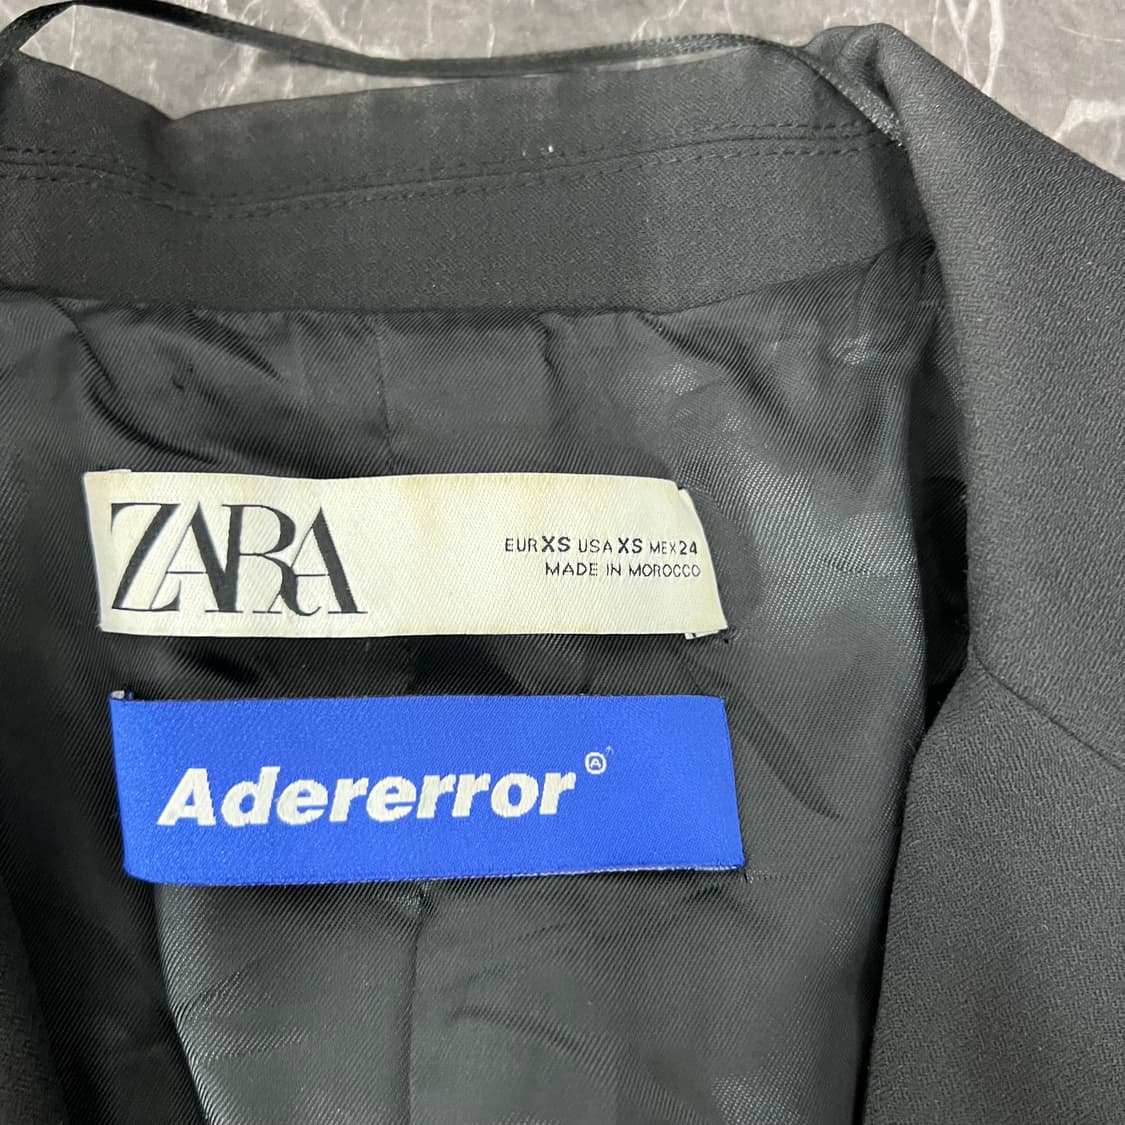 ZARA
EUR XS USA XS MEX 24
MADE IN MOROCCO
Adererror Ⓐ